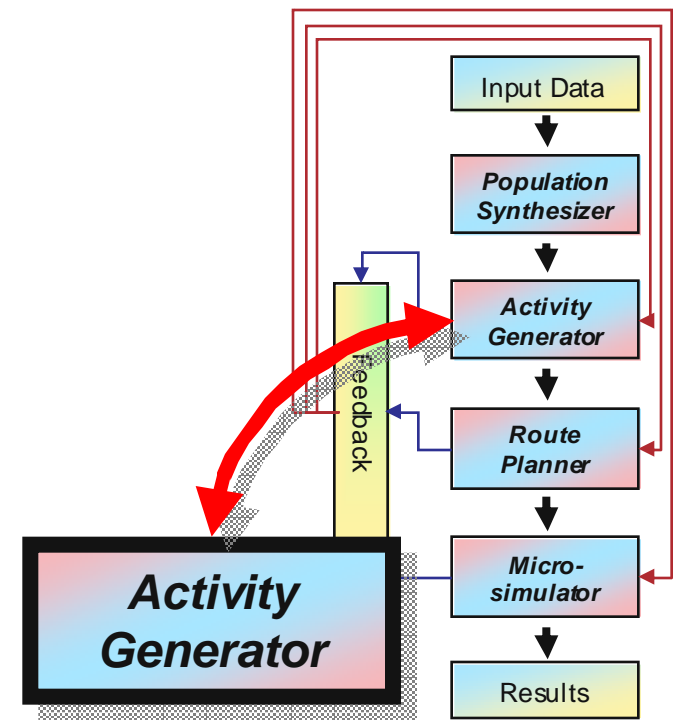 Input Data
Population
Synthesizer
Activity
Generator
Feedback
Route
Planner
Micro-
simulator
Activity
Generator
Results